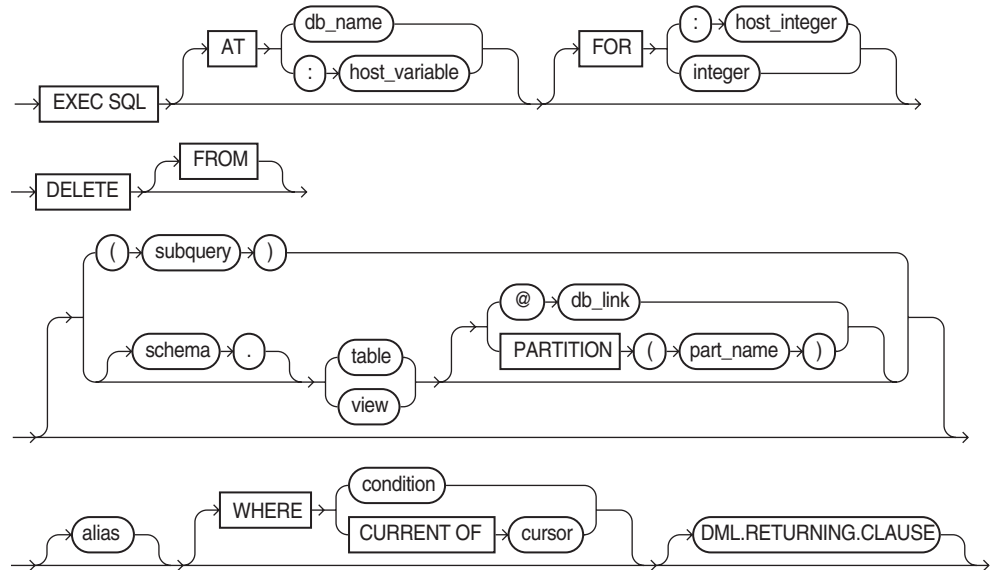 db_name
AT
FOR
: host_integer
: host_variable
integer
EXEC SQL
FROM
DELETE
( subquery )
@ db_link
schema .
table
PARTITION ( part_name )
view
condition
WHERE
alias
CURRENT OF cursor
DML.RETURNING.CLAUSE